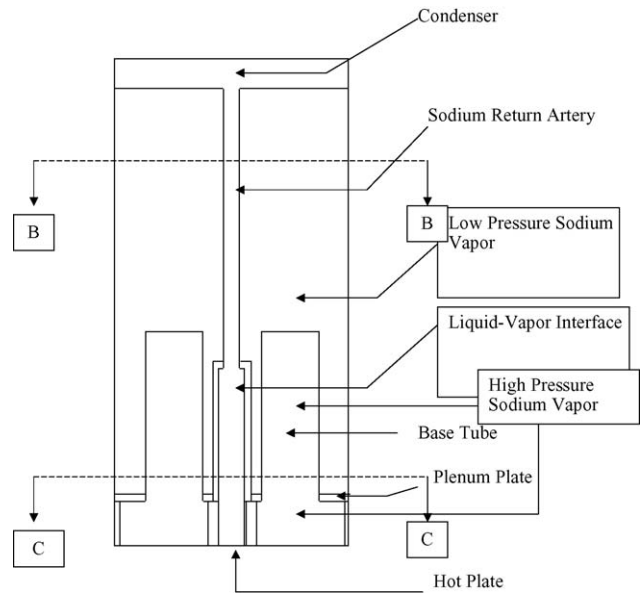 Condenser
Sodium Return Artery
B
B
Low Pressure Sodium
Vapor
Liquid-Vapor Interface
High Pressure
Sodium Vapor
Base Tube
Plenum Plate
C
C
Hot Plate